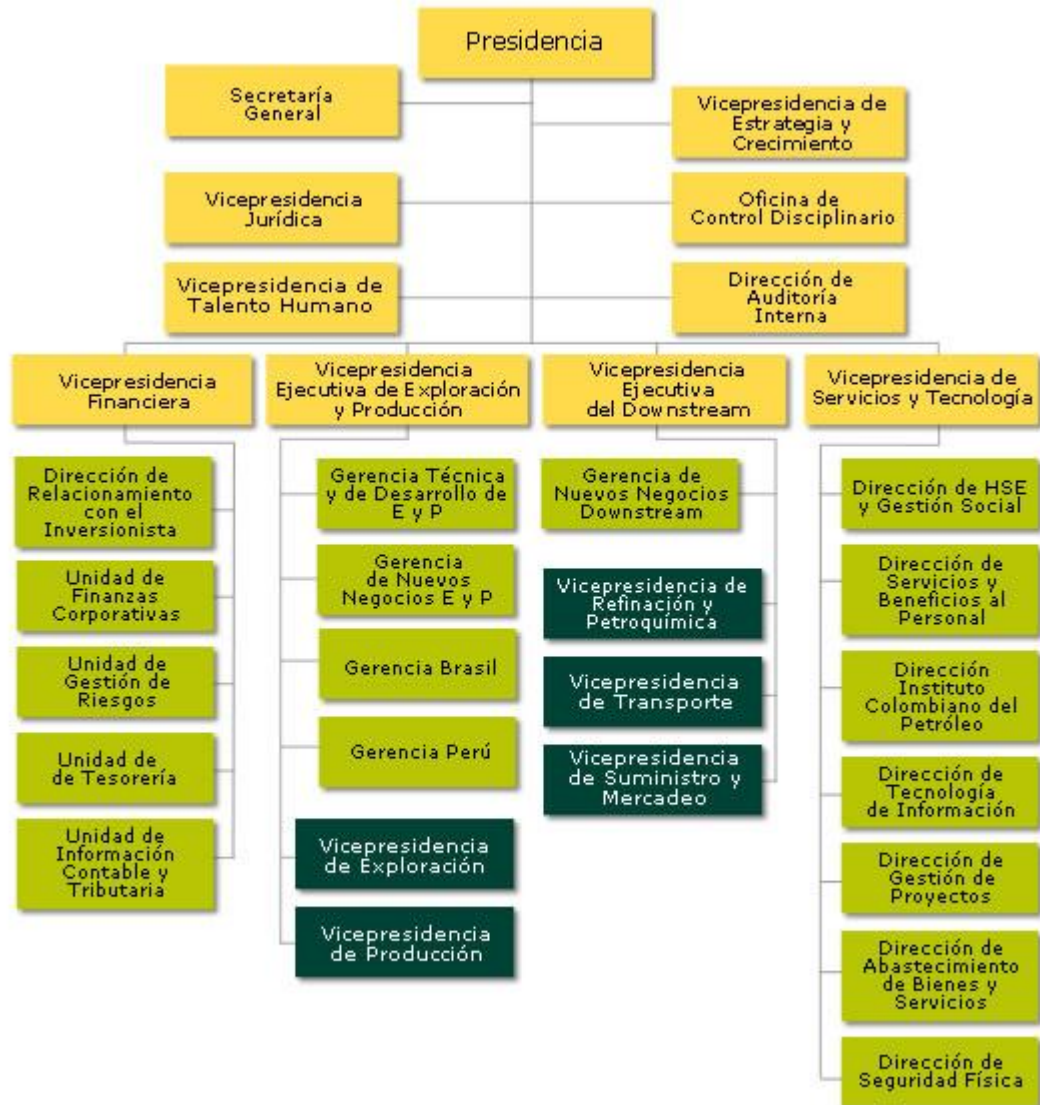 Presidencia
Secretaría
General
Vicepresidencia de
Estrategia y
Crecimiento
Vicepresidencia
Jurídica
Oficina de
Control Disciplinario
Vicepresidencia de
Talento Humano
Dirección de
Auditoría
Interna
Vicepresidencia
Financiera
Vicepresidencia
Ejecutiva de Exploración
y Producción
Vicepresidencia
Ejecutiva
del Downstream
Vicepresidencia de
Servicios y Tecnología
Dirección de
Relacionamiento
con el
Inversionista
Unidad de
Finanzas
Corporativas
Unidad de
Gestión de
Riesgos
Unidad de
de Tesorería
Unidad de
Información
Contable y
Tributaria
Gerencia Técnica
y de Desarrollo de
E y P
Gerencia
de Nuevos
Negocios E y P
Gerencia Brasil
Gerencia Perú
Vicepresidencia
de Exploración
Vicepresidencia
de Producción
Gerencia de
Nuevos Negocios
Downstream
Vicepresidencia de
Refinación y
Petroquímica
Vicepresidencia
de Transporte
Vicepresidencia
de Suministro y
Mercadeo
Dirección de HSE
y Gestión Social
Dirección de
Servicios y
Beneficios al
Personal
Dirección
Instituto
Colombiano del
Petróleo
Dirección de
Tecnología
de Información
Dirección de
Gestión de
Proyectos
Dirección de
Abastecimiento
de Bienes y
Servicios
Dirección de
Seguridad Física